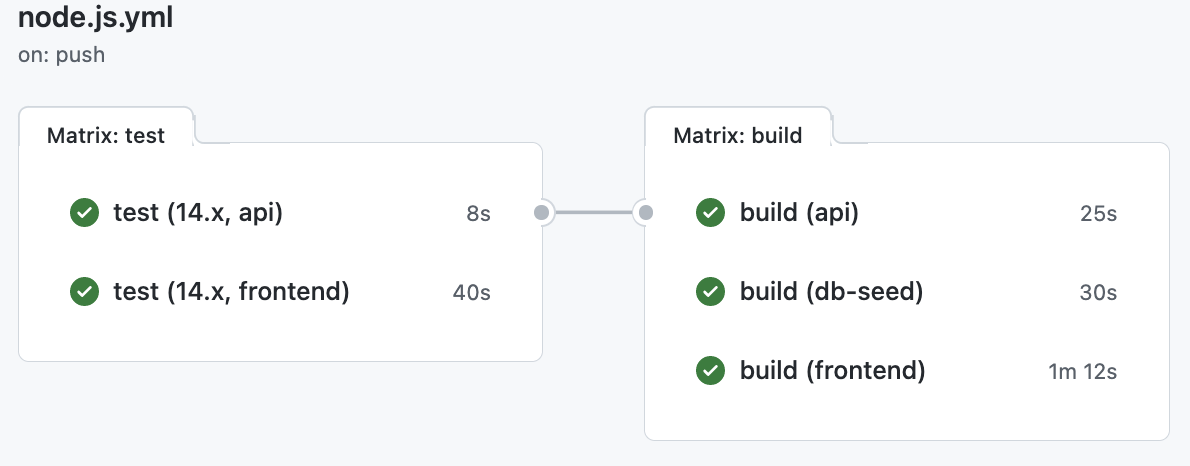 node.js.yml
on: push
Matrix: test
test (14.x, api) 8s
test (14.x, frontend) 40s
Matrix: build
build (api) 25s
build (db-seed) 30s
build (frontend) 1m 12s